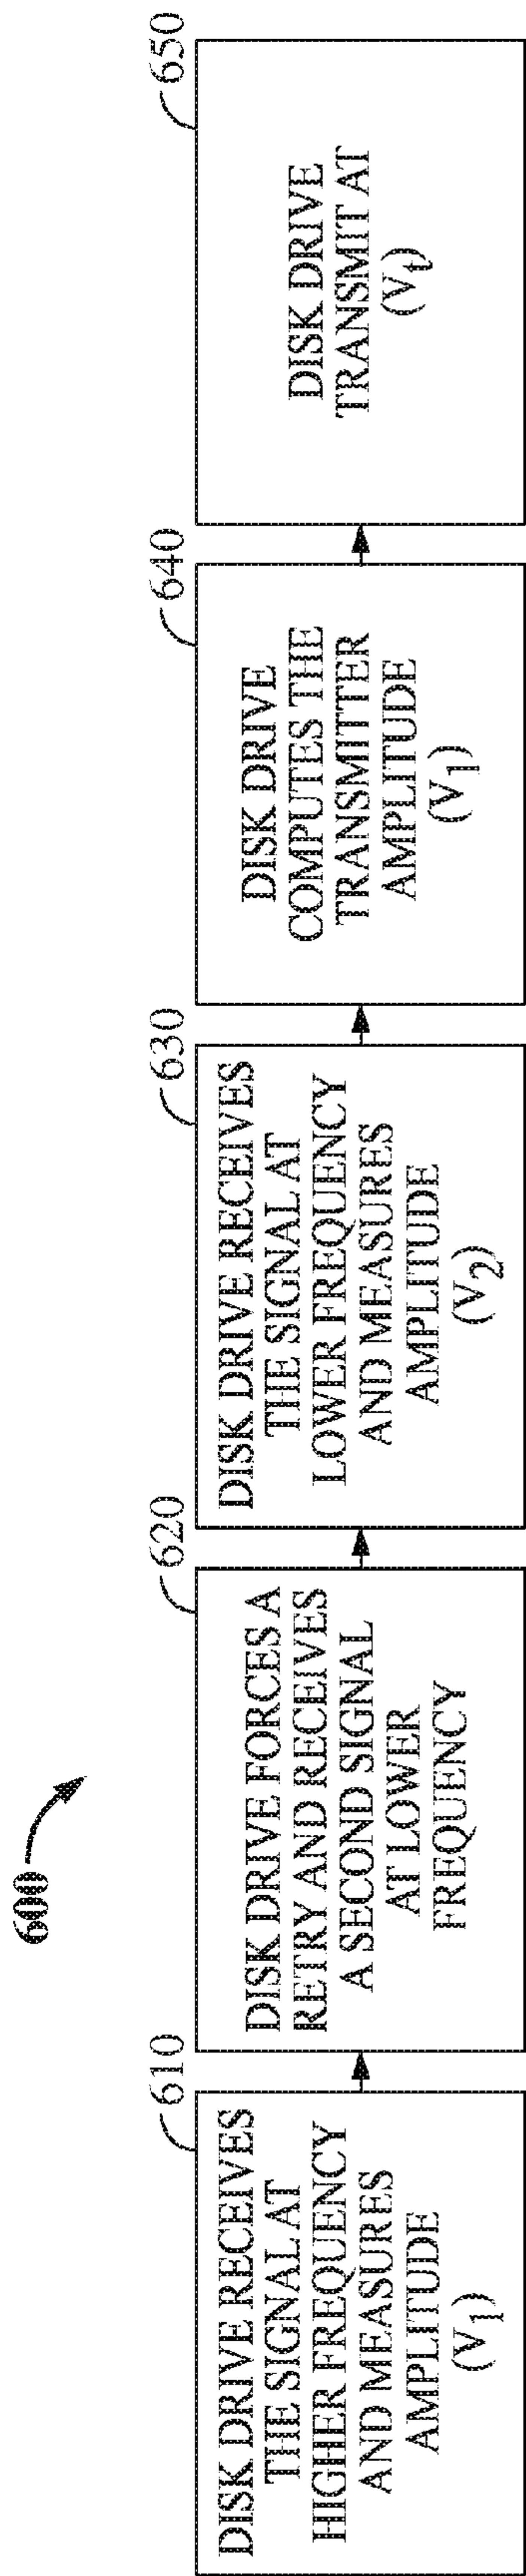 600
610
DISK DRIVE RECEIVES
THE SIGNAL AT
HIGHER FREQUENCY
AND MEASURES
AMPLITUDE
(V1)
620
DISK DRIVE FORCES A
RETRY AND RECEIVES
A SECOND SIGNAL
AT LOWER
FREQUENCY
630
DISK DRIVE RECEIVES
THE SIGNAL AT
LOWER FREQUENCY
AND MEASURES
AMPLITUDE
(V2)
640
DISK DRIVE
COMPUTES THE
TRANSMITTER
AMPLITUDE
(V1)
650
DISK DRIVE
TRANSMIT AT
(Vt)